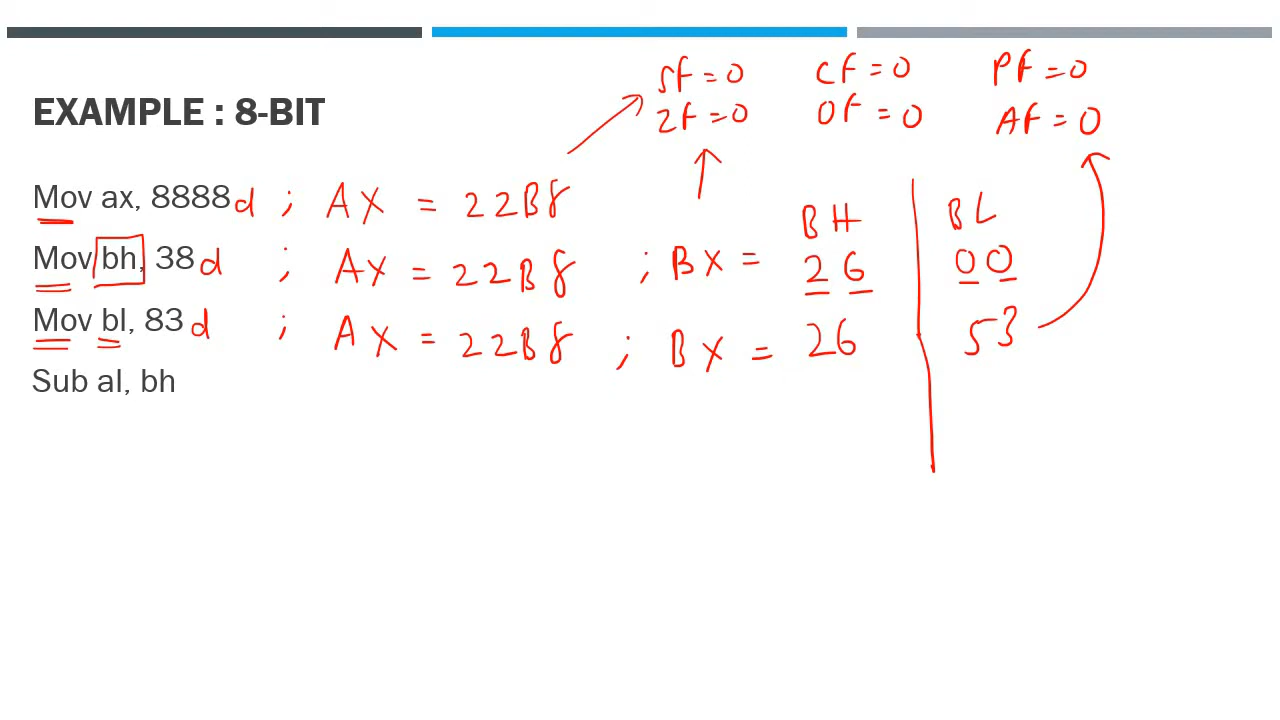 SF = 0 CF = 0 PF = 0
EXAMPLE : 8-BIT ZF = 0 OF = 0 AF = 0
Mov ax, 8888d ; AX = 22B8
BH BL
Mov bh, 38d ; AX = 22B8 ; BX = 26 00
Mov bl, 83d ; AX = 22B8 ; BX = 26 53
Sub al, bh